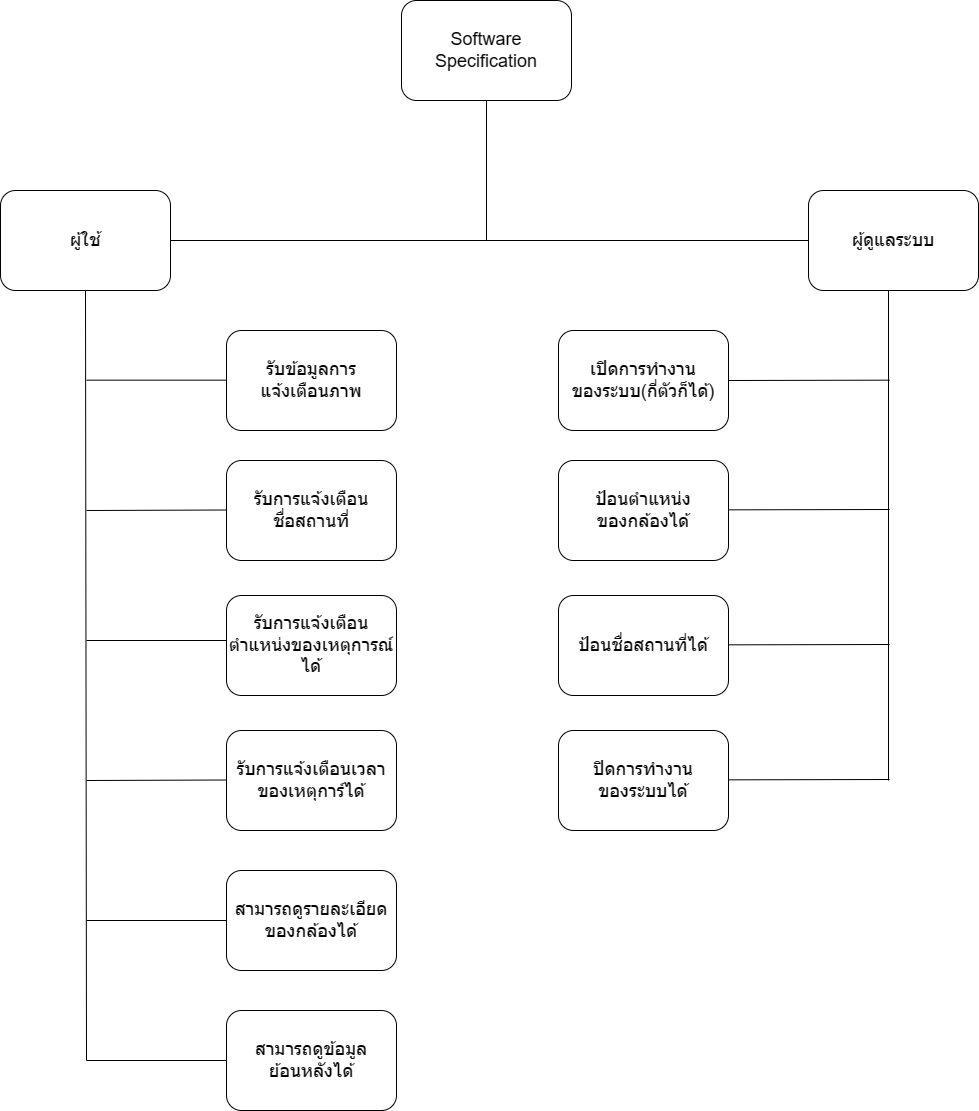 Software
Specification
ผู้ใช้
ผู้ดูแลระบบ
รับข้อมูลการ
แจ้งเตือนภาพ
เปิดการทำงาน
ของระบบ(กี่ตัวก็ได้)
รับการแจ้งเตือน
ชื่อสถานที่
ป้อนตำแหน่ง
ของกล้องได้
รับการแจ้งเตือน
ตำแหน่งของเหตุการณ์
ได้
ป้อนชื่อสถานที่ได้
รับการแจ้งเตือนเวลา
ของเหตุการ์ได้
ปิดการทำงาน
ของระบบได้
สามารถดูรายละเอียด
ของกล้องได้
สามารถดูข้อมูล
ย้อนหลังได้